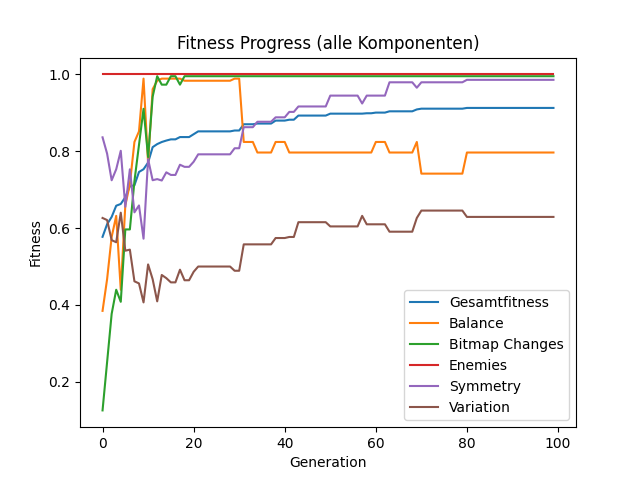 Fitness Progress (alle Komponenten)
Fitness
1.0
0.8
0.6
0.4
0.2
0 20 40 60 80 100
Generation
Gesamtfitness
Balance
Bitmap Changes
Enemies
Symmetry
Variation